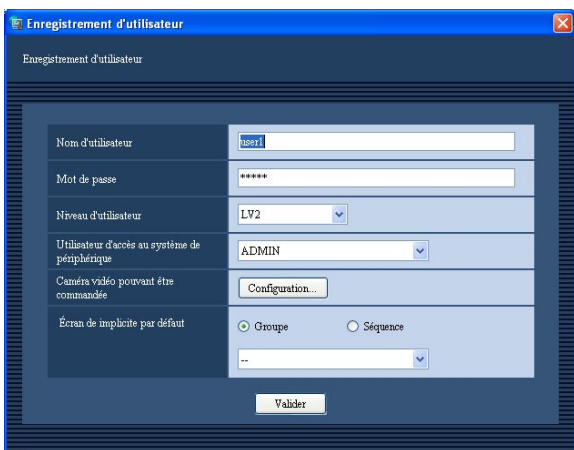 Enregistrement d'utilisateur
Enregistrement d'utilisateur
Nom d'utilisateur
user1
Mot de passe
*****
Niveau d'utilisateur
LV2
Utilisateur d'accès au système de
périphérique
ADMIN
Caméra vidéo pouvant être
commandée
Configuration...
Écran de implicite par défaut
Groupe
Séquence
--
Valider